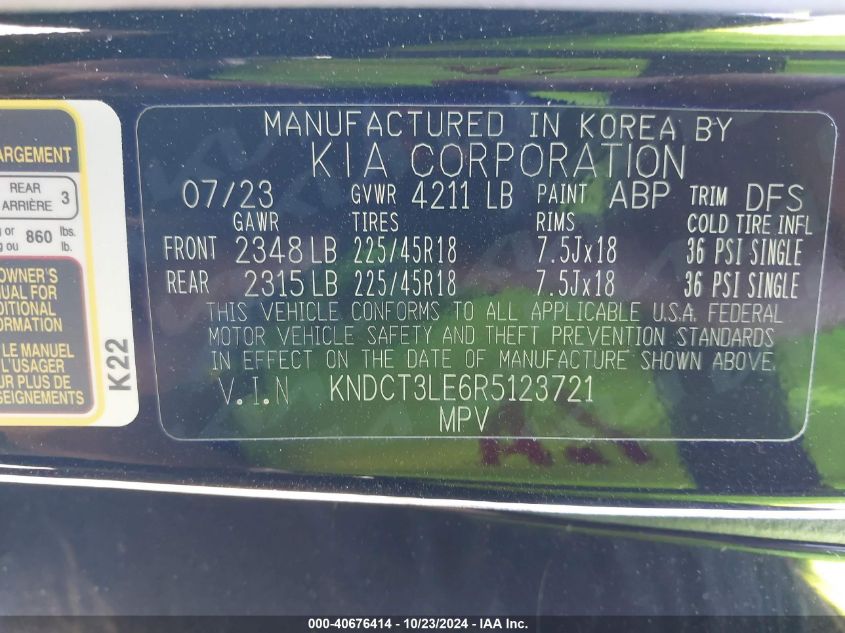 ARGEMENT
REAR
ARRIÈRE 3
or
ou 860 lbs.
lb.
OWNER'S
FOR
INFORMATION
LE MANUEL
L'USAGER
PLUS DE
K22
MANUFACTURED IN KOREA BY
KIA CORPORATION
07/23 GVWR 4211 LB PAINT ABP TRIM DFS
GAWR TIRES RIMS COLD TIRE INFL
FRONT 2348 LB 225/45R18 7.5Jx18 36 PSI SINGLE
REAR 2315 LB 225/45R18 7.5Jx18 36 PSI SINGLE
THIS VEHICLE CONFORMS TO ALL APPLICABLE U.S.A. FEDERAL
MOTOR VEHICLE SAFETY AND THEFT PREVENTION STANDARDS
IN EFFECT ON THE DATE OF MANUFACTURE SHOWN ABOVE.
V.I.N KNDCT3LE6R5123721
MPV
000-40676414 - 10/23/2024 - IAA Inc.